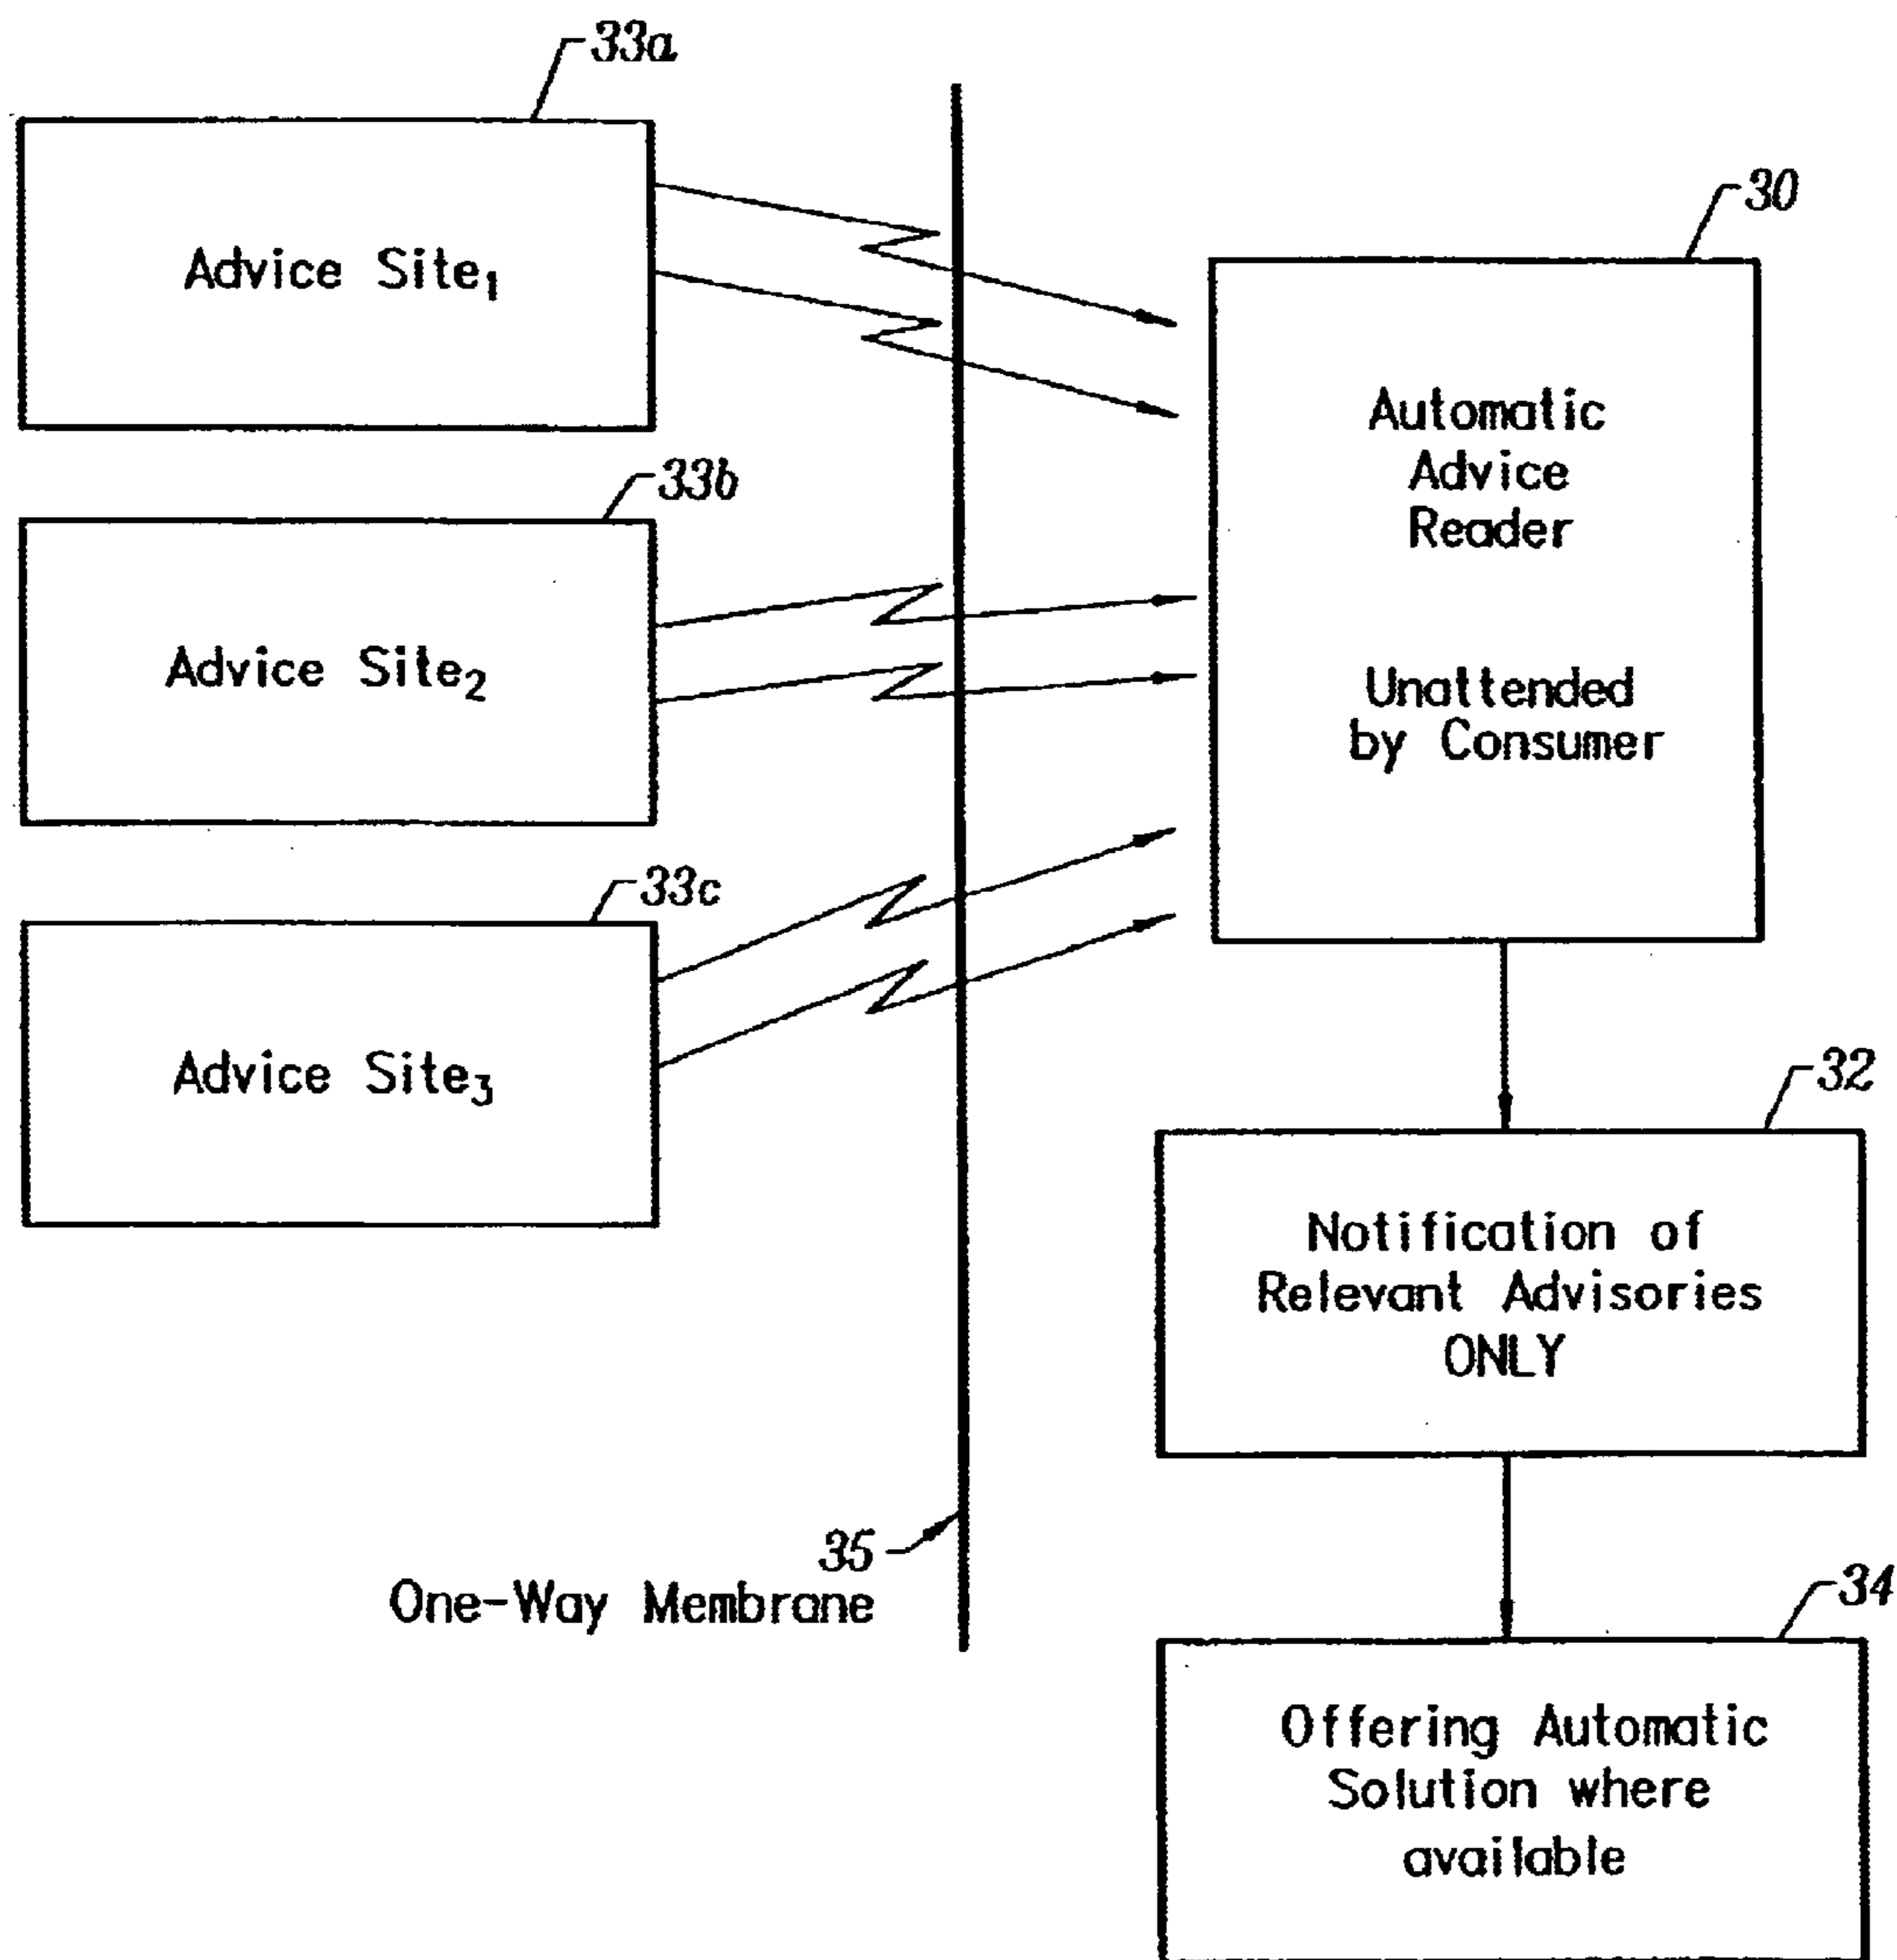 33a
Advice Site₁
33b
Advice Site₂
33c
Advice Site₃
35
One-Way Membrane
30
Automatic
Advice
Reader
Unattended
by Consumer
32
Notification of
Relevant Advisories
ONLY
34
Offering Automatic
Solution where
available